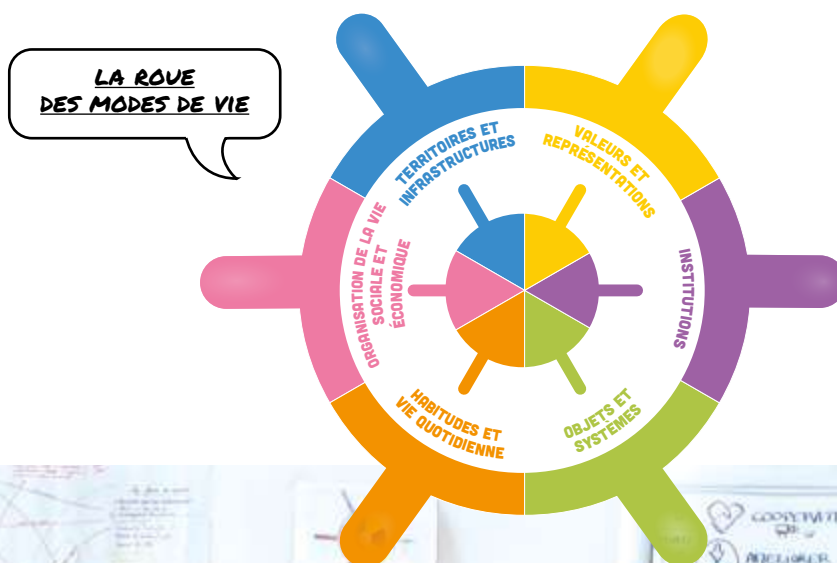 LA ROUE
DES MODES DE VIE
TERRITOIRES ET
INFRASTRUCTURES
VALEURS ET
REPRÉSENTATIONS
ORGANISATION DE LA VIE
SOCIALE ET
ÉCONOMIQUE
INSTITUTIONS
HABITUDES ET
VIE QUOTIDIENNE
OBJETS ET
SYSTÈMES